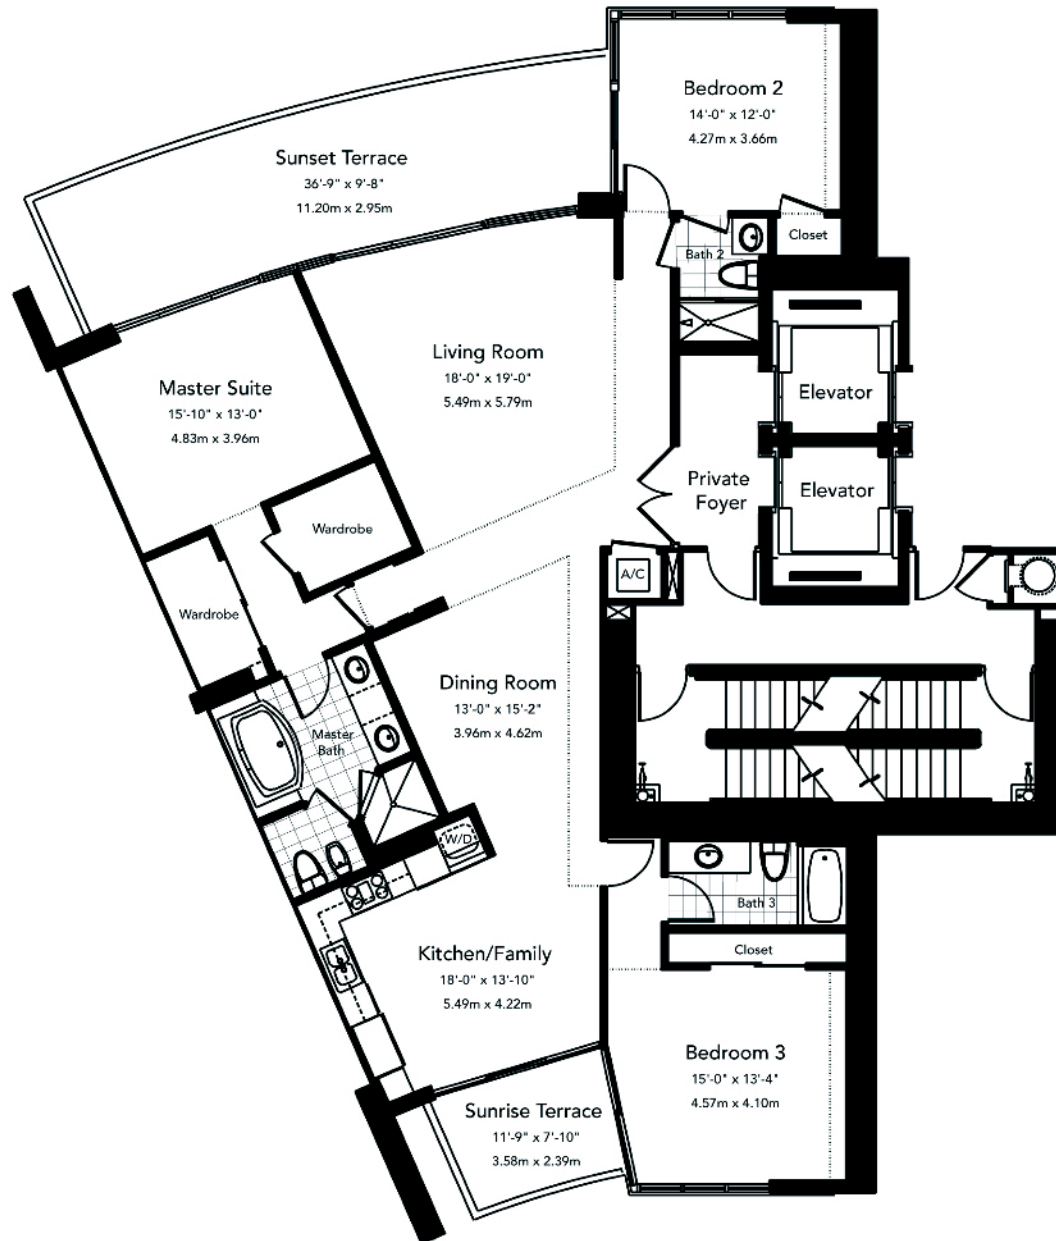 Bedroom 2
14'-0" x 12'-0"
4.27m x 3.66m
Sunset Terrace
36'-9" x 9'-8"
11.20m x 2.95m
Closet
Bath 2
Living Room
18'-0" x 19'-0"
5.49m x 5.79m
Master Suite
15'-10" x 13'-0"
4.83m x 3.96m
Elevator
Private
Foyer
Elevator
Wardrobe
A/C
Wardrobe
Dining Room
13'-0" x 15'-2"
3.96m x 4.62m
Master
Bath
W/D
Bath 3
Closet
Kitchen/Family
18'-0" x 13'-10"
5.49m x 4.22m
Bedroom 3
15'-0" x 13'-4"
4.57m x 4.10m
Sunrise Terrace
11'-9" x 7'-10"
3.58m x 2.39m